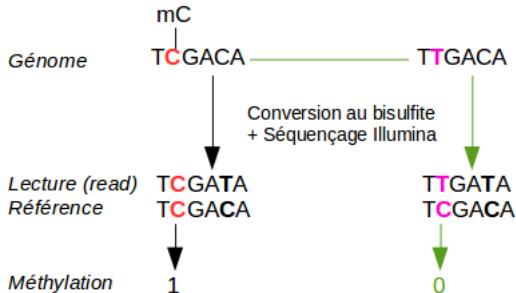 mC
Génome TCGACA TTGACA
Conversion au bisulfite
+ Séquençage Illumina
Lecture (read) TCGATA TTGATA
Référence TCGACA TCGACA
Méthylation 1 0